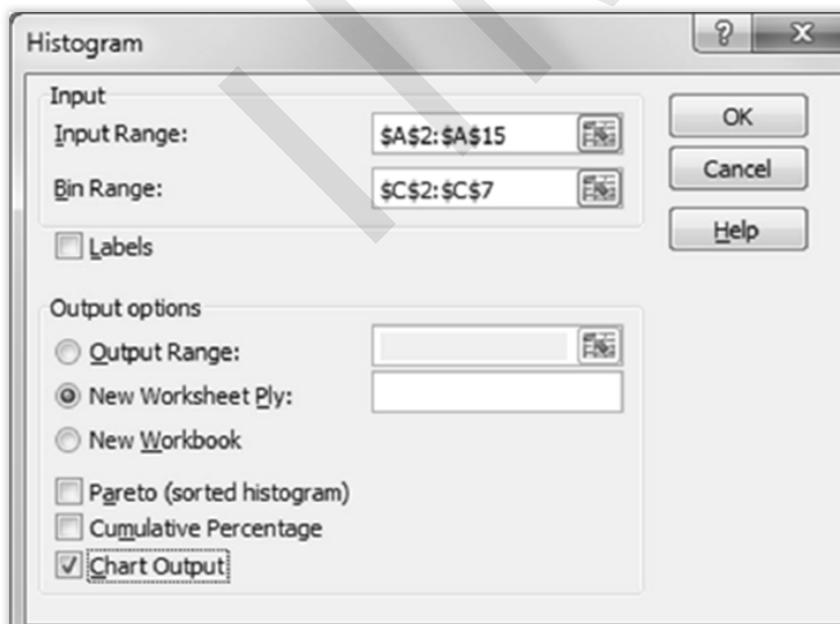 Histogram
Input
Input Range: $A$2:$A$15
OK
Bin Range: $C$2:$C$7
Cancel
Labels
Help
Output options
Output Range:
New Worksheet Ply:
New Workbook
Pareto (sorted histogram)
Cumulative Percentage
Chart Output